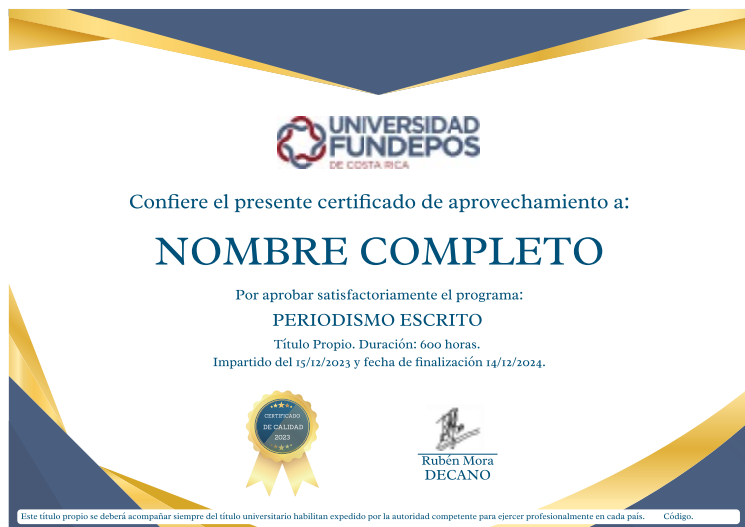 UNIVERSIDAD
FUNDEPOS
DE COSTA RICA
Confiere el presente certificado de aprovechamiento a:
NOMBRE COMPLETO
Por aprobar satisfactoriamente el programa:
PERIODISMO ESCRITO
Título Propio. Duración: 600 horas.
Impartido del 15/12/2023 y fecha de finalización 14/12/2024.
CERTIFICADO
DE CALIDAD
2023
Rubén Mora
DECANO
Este título propio se deberá acompañar siempre del título universitario habilitan expedido por la autoridad competente para ejercer profesionalmente en cada país. Código.